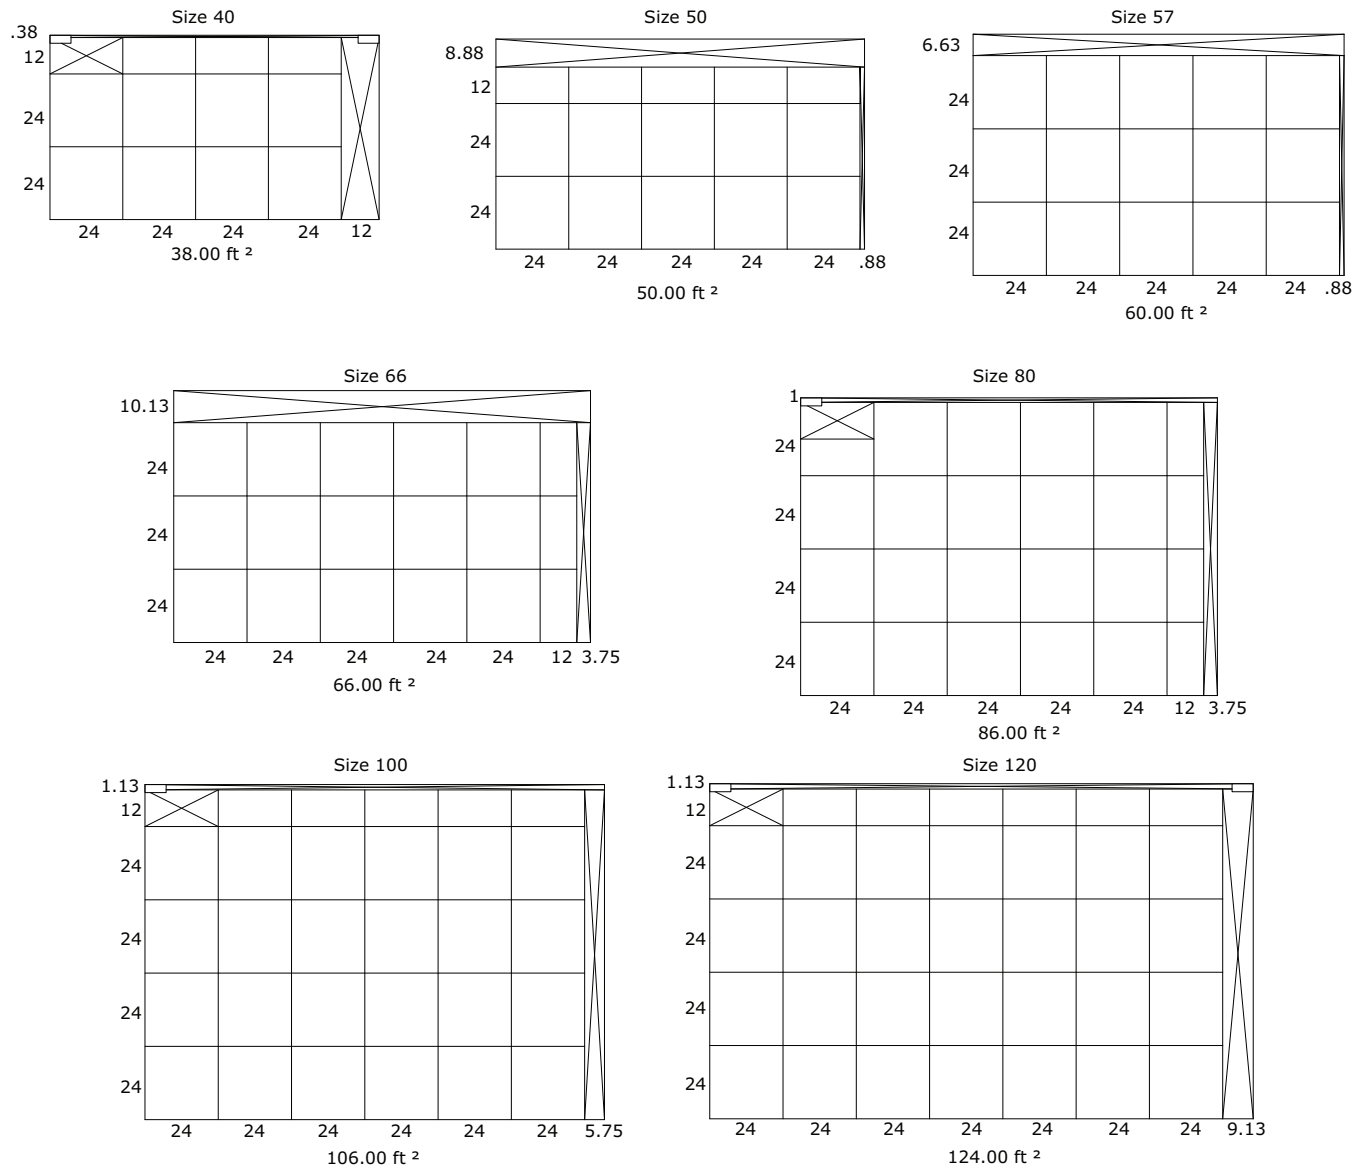 Size 40
.38
12
24
24
24 24 24 24 12
38.00 ft ²
Size 50
8.88
12
24
24
24 24 24 24 24 .88
50.00 ft ²
Size 57
6.63
24
24
24
24 24 24 24 24 .88
60.00 ft ²
Size 66
10.13
24
24
24
24 24 24 24 24 12 3.75
66.00 ft ²
Size 80
1
24
24
24
24
24 24 24 24 24 12 3.75
86.00 ft ²
Size 100
1.13
12
24
24
24
24
24 24 24 24 24 24 5.75
106.00 ft ²
Size 120
1.13
12
24
24
24
24
24 24 24 24 24 24 24 9.13
124.00 ft ²